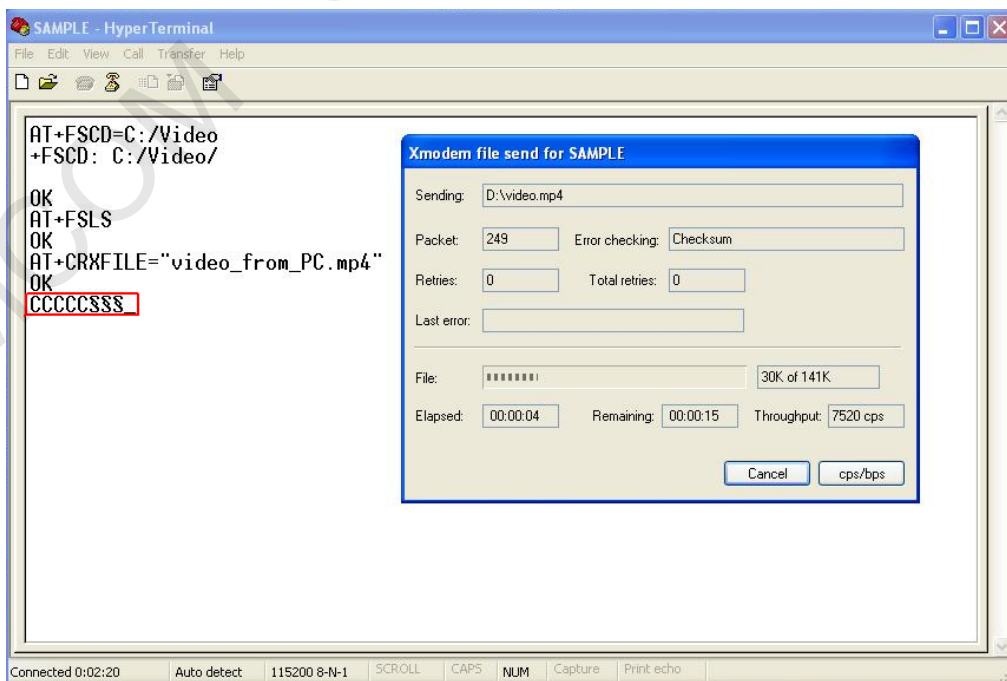 SAMPLE - HyperTerminal
File Edit View Call Transfer Help
AT+FSCD=C:/Video
+FSCD: C:/Video/
OK
AT+FSLS
OK
AT+CRXFILE="video_from_PC.mp4"
OK
CCCCC§§§_
Xmodem file send for SAMPLE
Sending: D:\video.mp4
Packet: 249 Error checking: Checksum
Retries: 0 Total retries: 0
Last error:
File: 30K of 141K
Elapsed: 00:00:04 Remaining: 00:00:15 Throughput: 7520 cps
Cancel cps/bps
Connected 0:02:20 Auto detect 115200 8-N-1 SCROLL CAPS NUM Capture Print echo